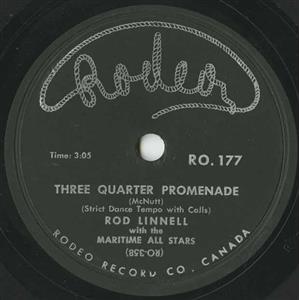 Rodeo
Time: 3:05
RO. 177
THREE QUARTER PROMENADE
(McNutt)
(Strict Dance Tempo with Calls)
ROD LINNELL
with the
MARITIME ALL STARS
(RO-358)
RODEO RECORD CO. CANADA